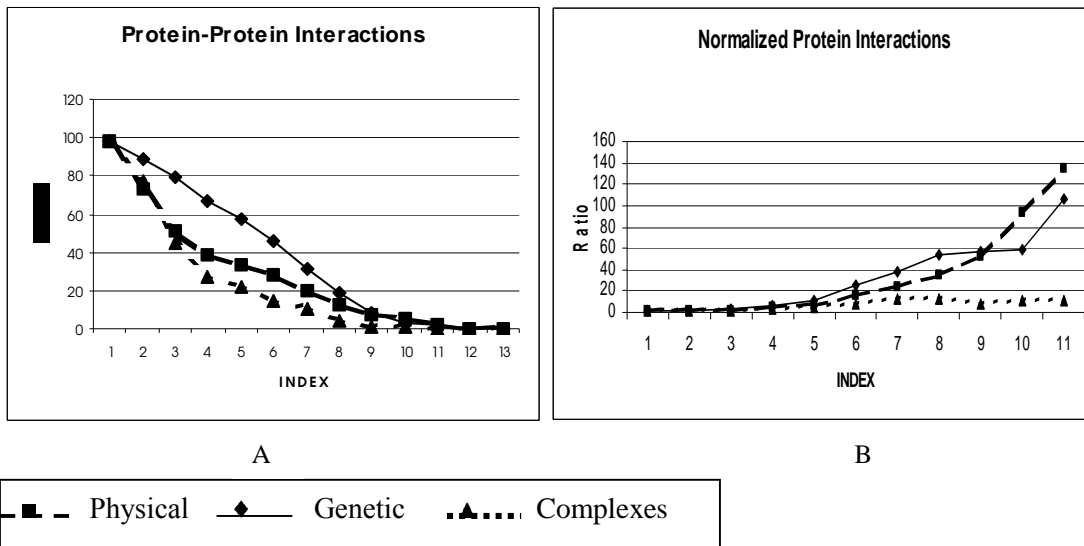 Protein-Protein Interactions
120
100
80
60
40
20
0
1 2 3 4 5 6 7 8 9 10 11 12 13
INDEX
A
Normalized Protein Interactions
Ratio
160
140
120
100
80
60
40
20
0
1 2 3 4 5 6 7 8 9 10 11
INDEX
B
Physical Genetic Complexes